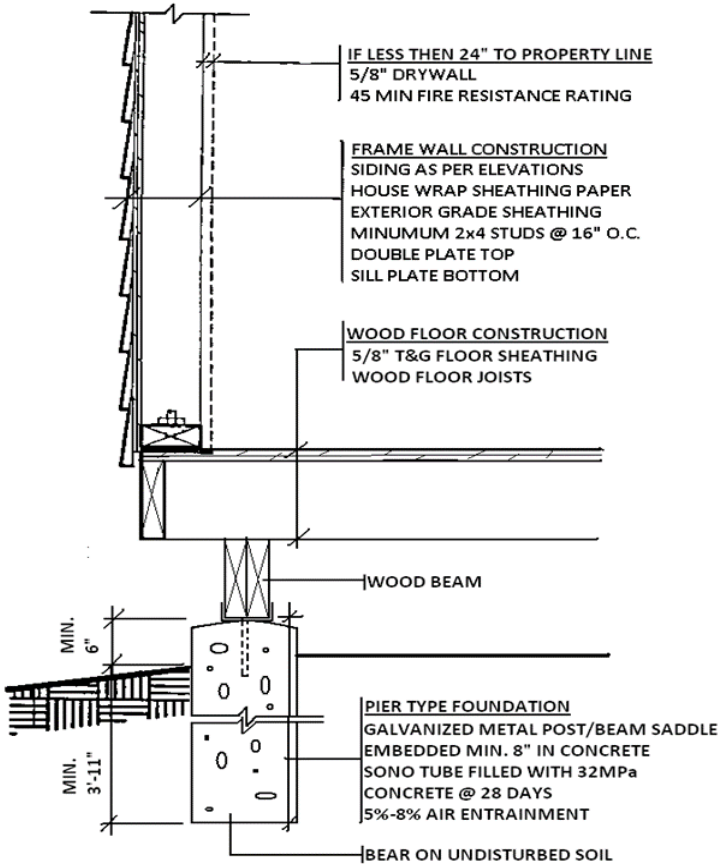 IF LESS THEN 24" TO PROPERTY LINE
5/8" DRYWALL
45 MIN FIRE RESISTANCE RATING
FRAME WALL CONSTRUCTION
SIDING AS PER ELEVATIONS
HOUSE WRAP SHEATHING PAPER
EXTERIOR GRADE SHEATHING
MINUMUM 2x4 STUDS @ 16" O.C.
DOUBLE PLATE TOP
SILL PLATE BOTTOM
WOOD FLOOR CONSTRUCTION
5/8" T&G FLOOR SHEATHING
WOOD FLOOR JOISTS
WOOD BEAM
MIN.
6"
PIER TYPE FOUNDATION
GALVANIZED METAL POST/BEAM SADDLE
EMBEDDED MIN. 8" IN CONCRETE
SONO TUBE FILLED WITH 32MPa
CONCRETE @ 28 DAYS
5%-8% AIR ENTRAINMENT
MIN.
3'-11"
BEAR ON UNDISTURBED SOIL